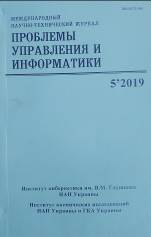 МЕЖДУНАРОДНЫЙ
НАУЧНО-ТЕХНИЧЕСКИЙ ЖУРНАЛ
ПРОБЛЕМЫ
УПРАВЛЕНИЯ И
ИНФОРМАТИКИ
5'2019
Институт кибернетики им. В.М. Глушкова
НАН Украины
Институт космических исследований
НАН Украины и ГКА Украины